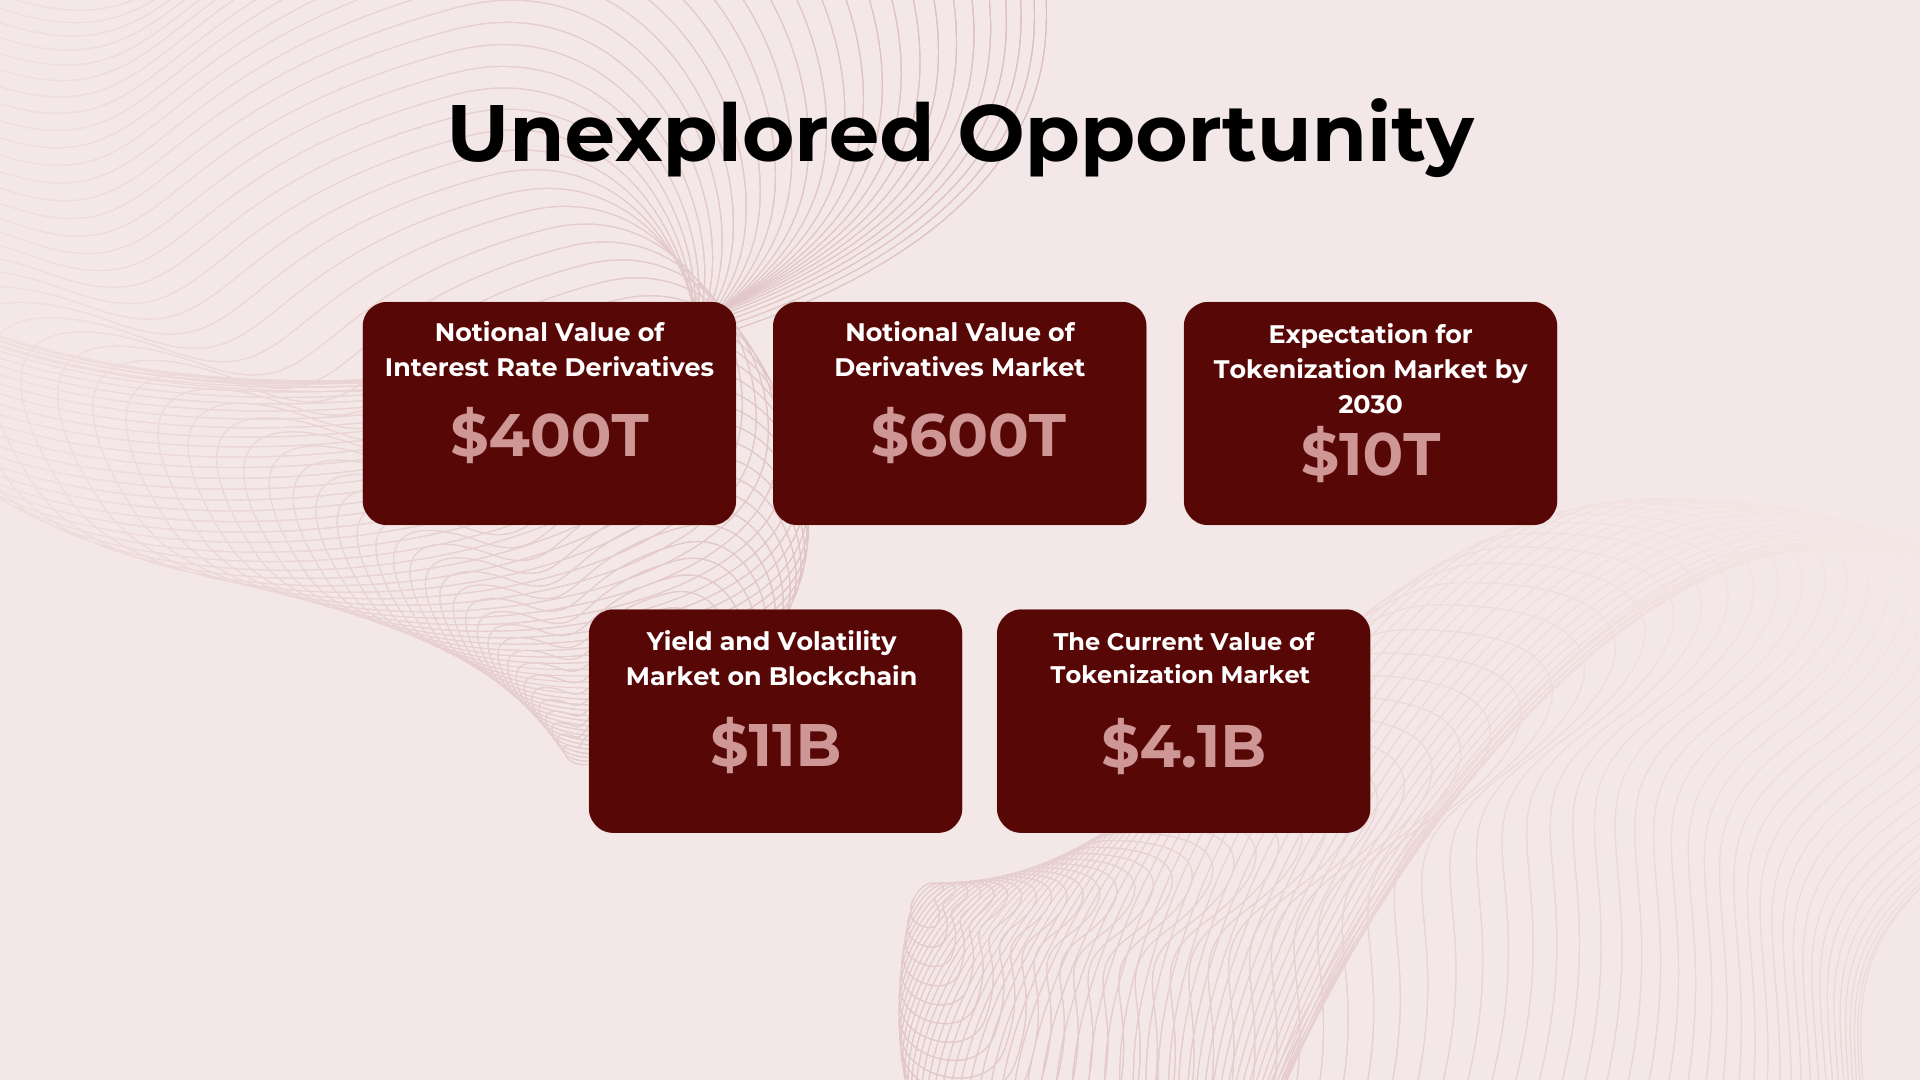 Unexplored Opportunity
Notional Value of
Interest Rate Derivatives
$400T
Notional Value of
Derivatives Market
$600T
Expectation for
Tokenization Market by
2030
$10T
Yield and Volatility
Market on Blockchain
$11B
The Current Value of
Tokenization Market
$4.1B